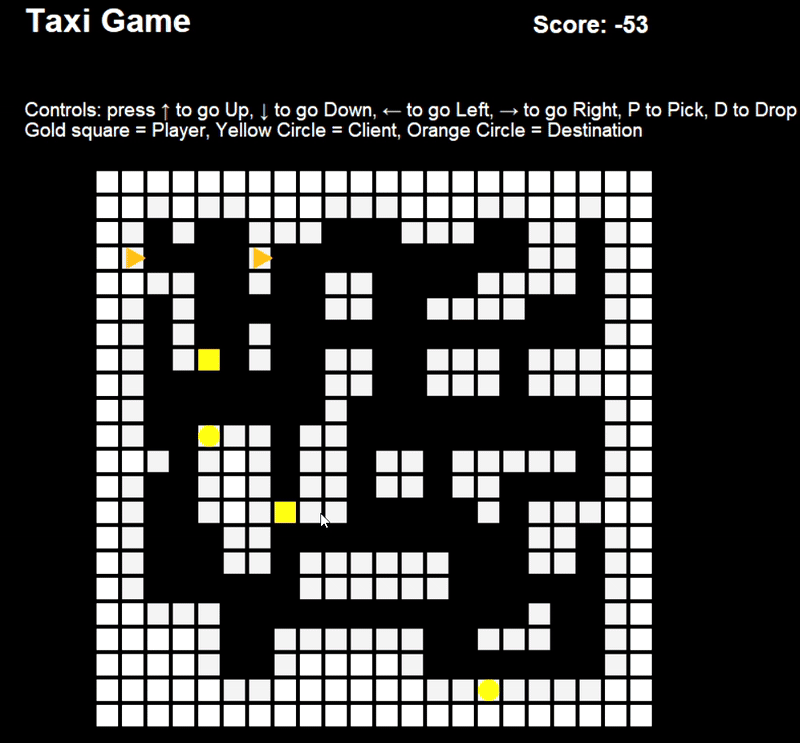 Taxi Game
Score: -53
Controls: press ↑ to go Up, ↓ to go Down, ← to go Left, → to go Right, P to Pick, D to Drop
Gold square = Player, Yellow Circle = Client, Orange Circle = Destination